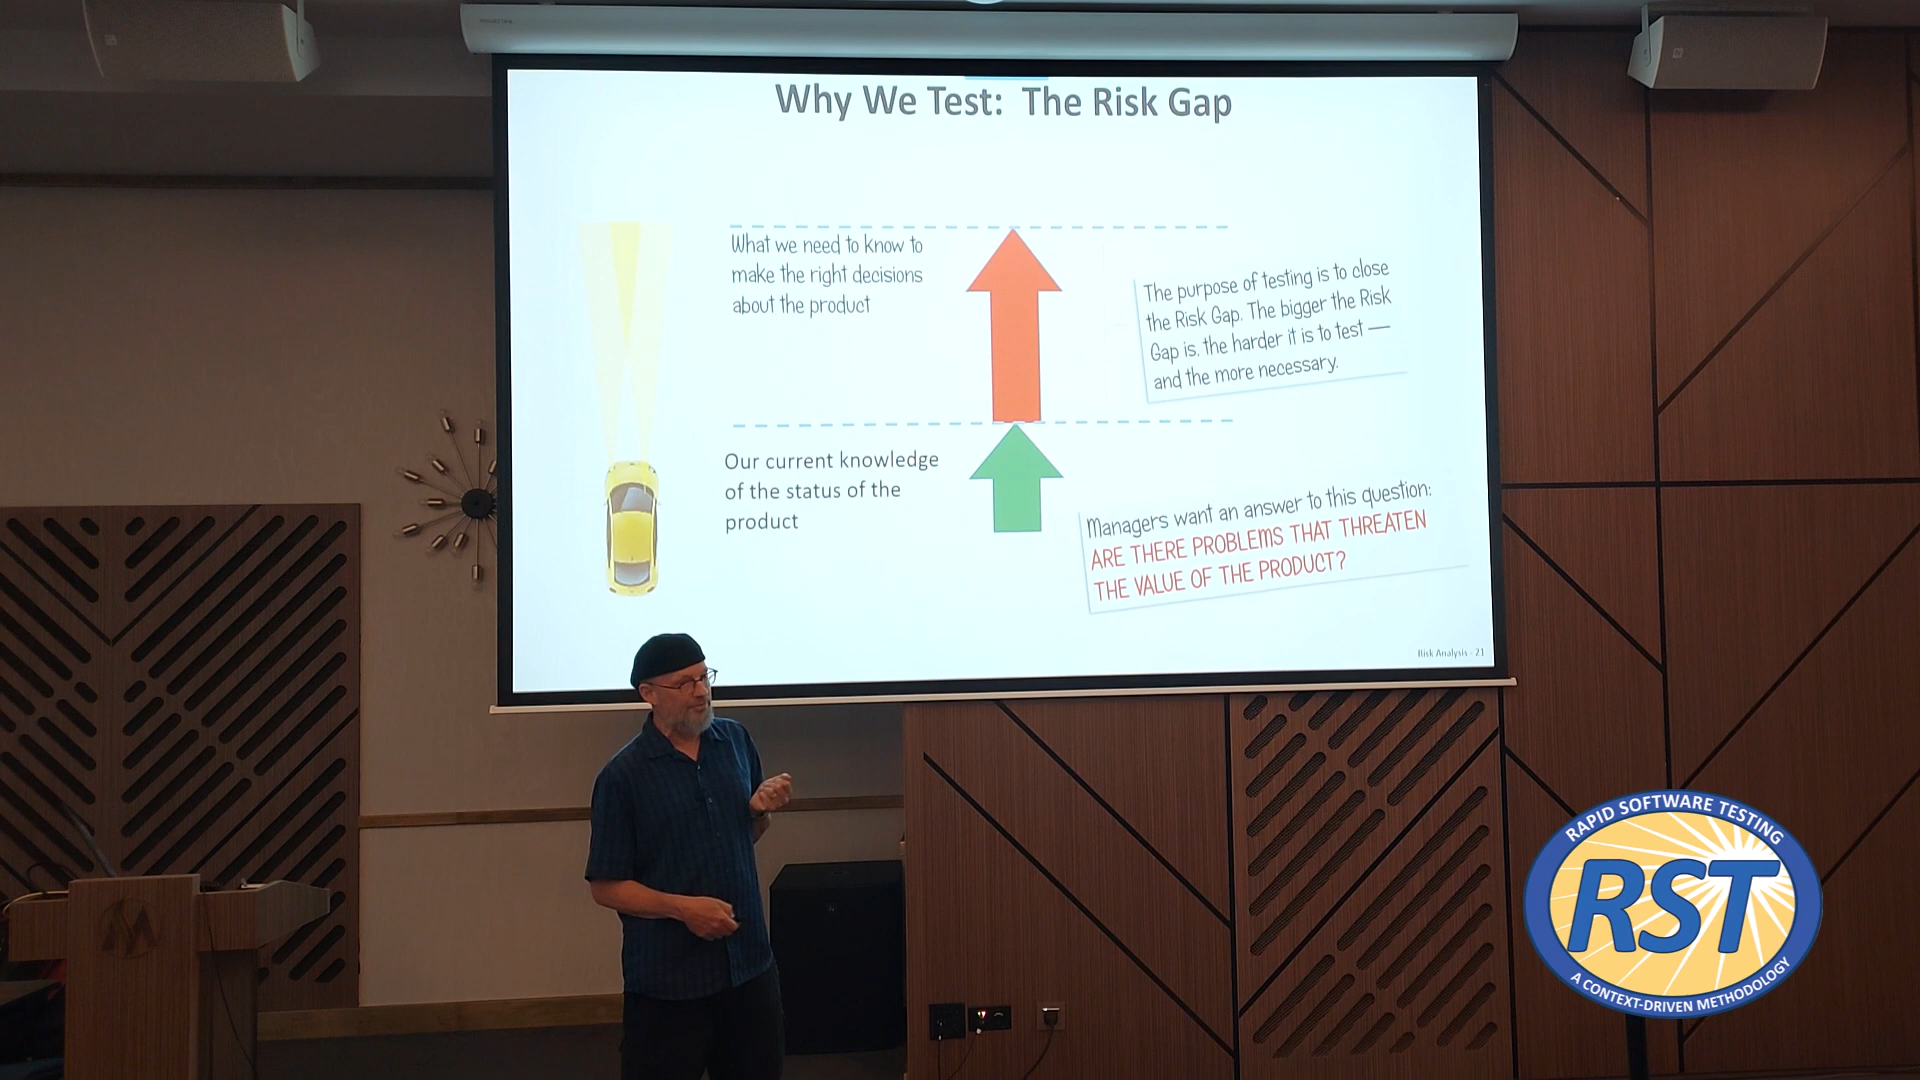 Why We Test: The Risk Gap
What we need to know to
make the right decisions
about the product
The purpose of testing is to close
the Risk Gap. The bigger the Risk
Gap is, the harder it is to test —
and the more necessary.
Our current knowledge
of the status of the
product
Managers want an answer to this question:
ARE THERE PROBLEMS THAT THREATEN
THE VALUE OF THE PRODUCT?
Risk Analysis - 21
RAPID SOFTWARE TESTING
RST
A CONTEXT-DRIVEN METHODOLOGY